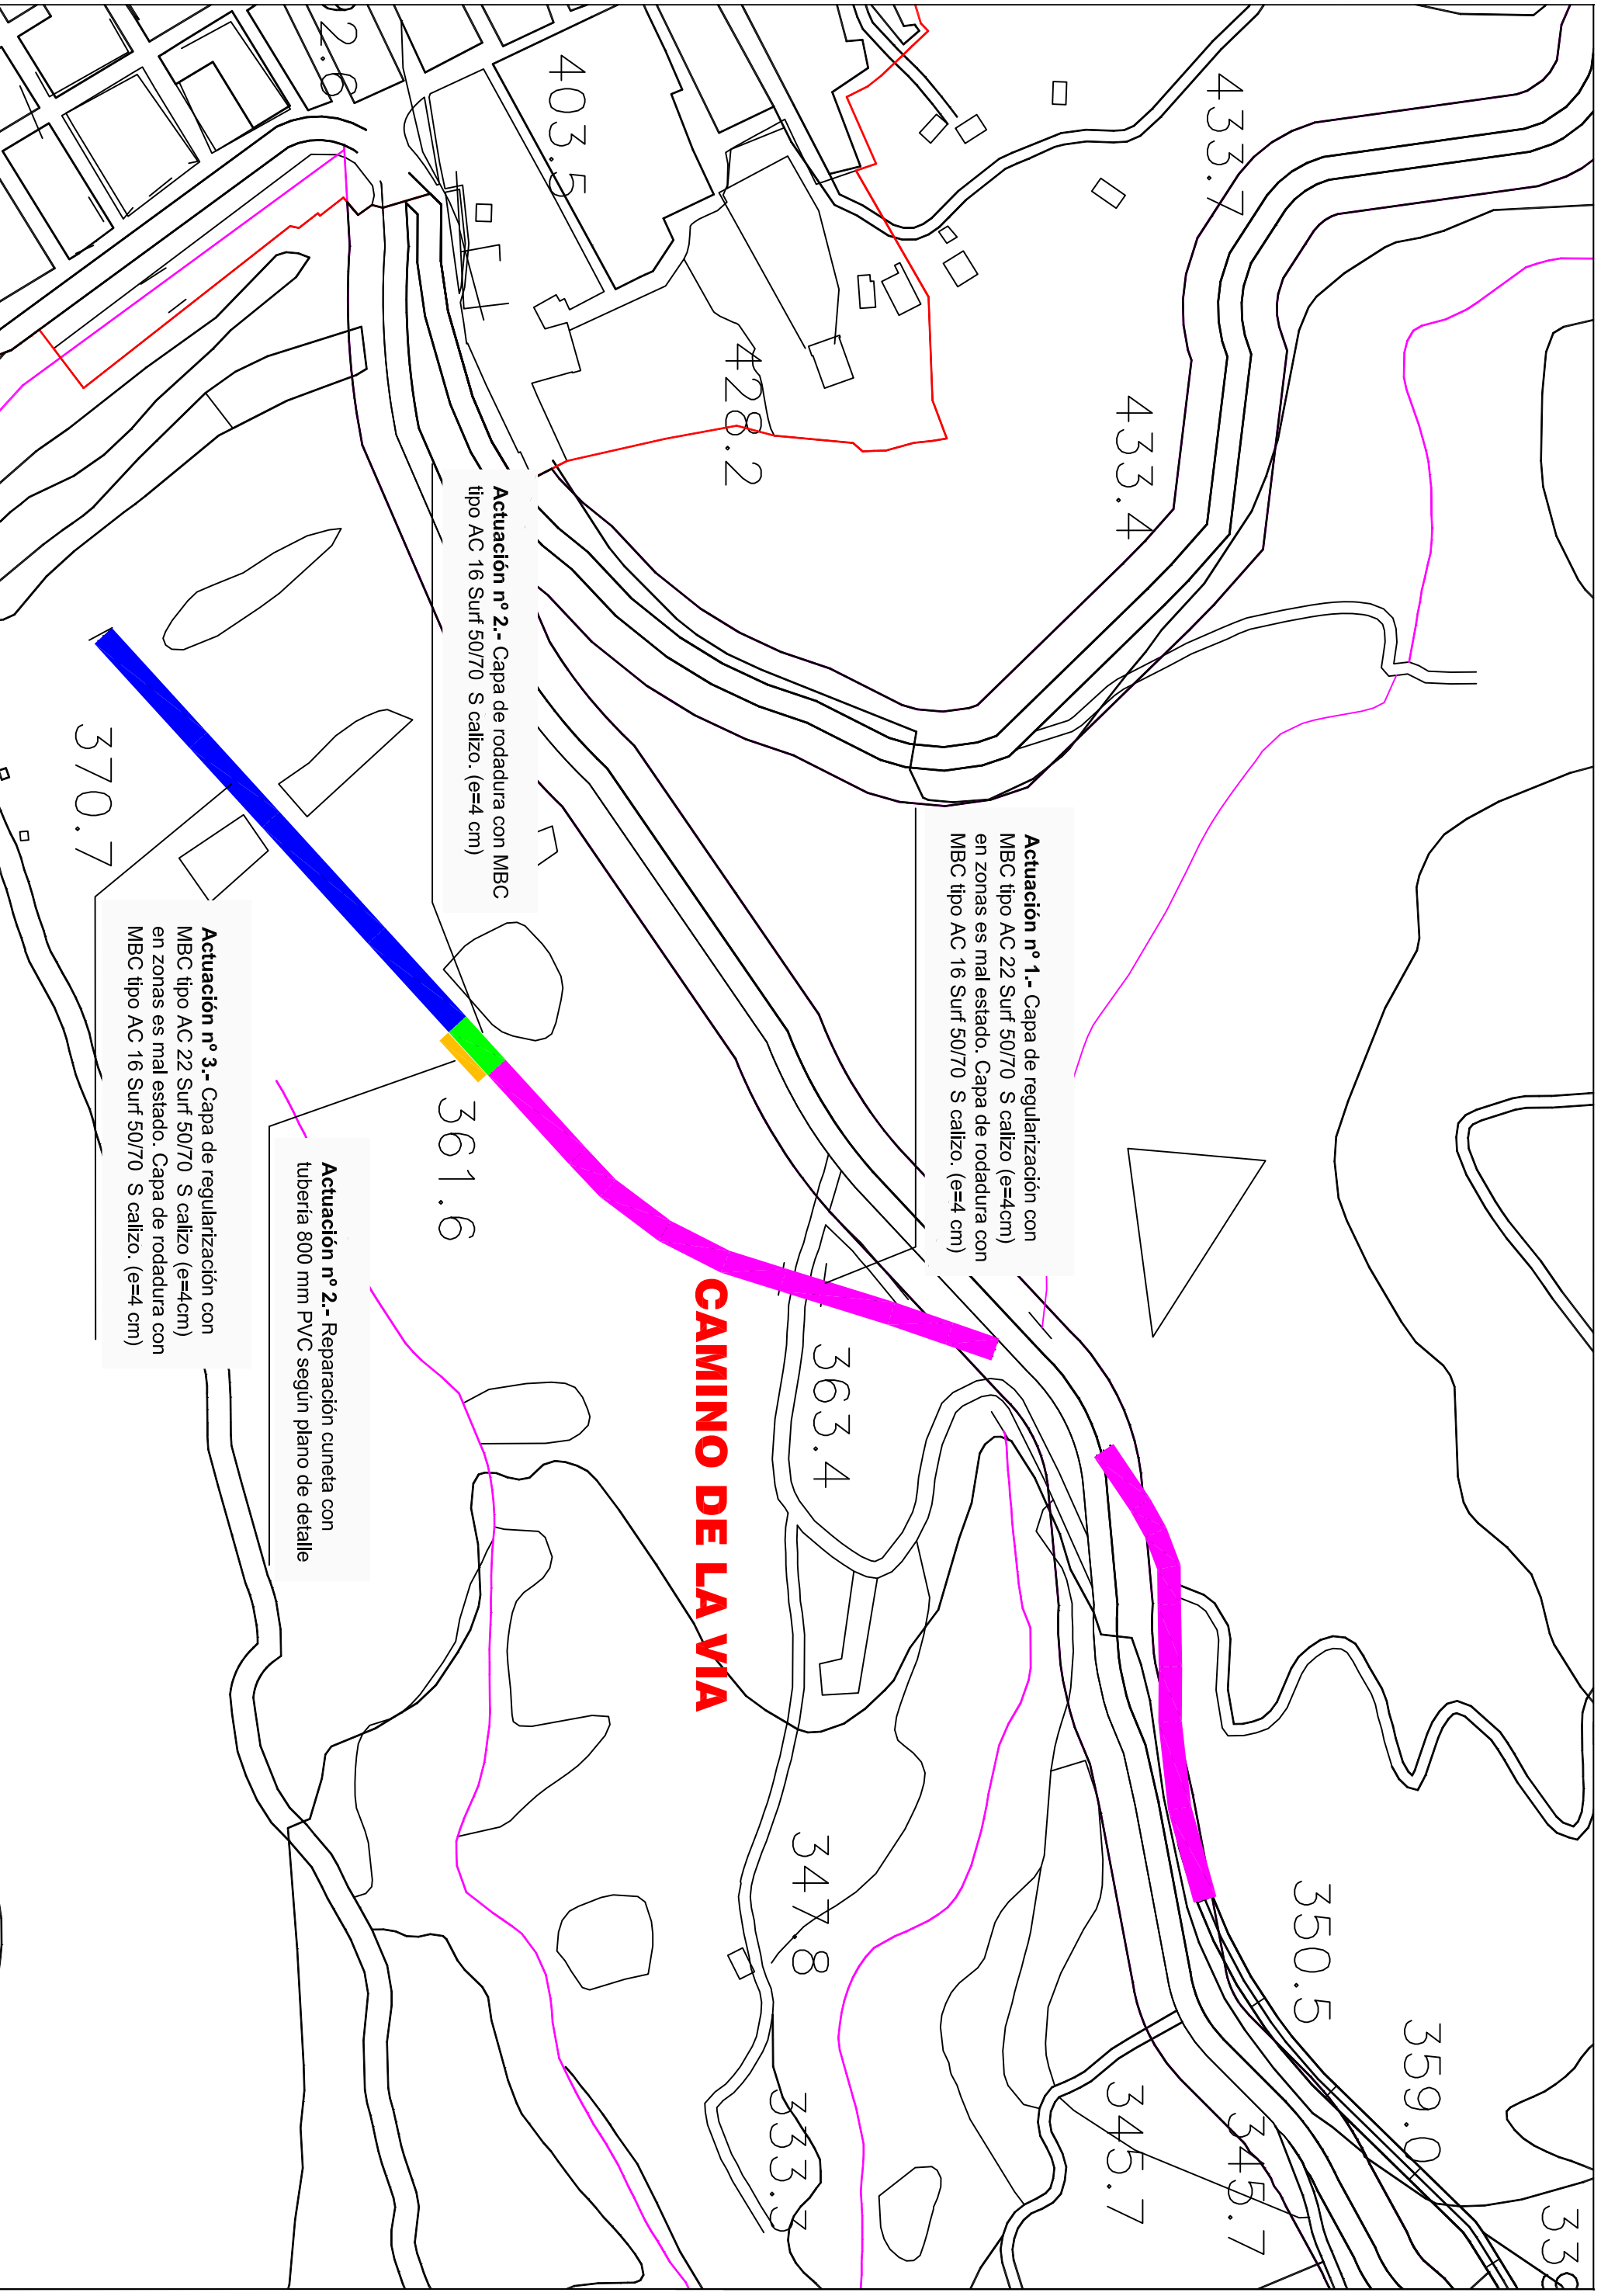 92.6
403.5
433.7
428.2
433.4
Actuación nº 2.- Capa de rodadura con MBC
tipo AC 16 Surf 50/70 S calizo. (e=4 cm)
370.7
Actuación nº 1.- Capa de regularización con
MBC tipo AC 22 Surf 50/70 S calizo (e=4cm)
en zonas es mal estado. Capa de rodadura con
MBC tipo AC 16 Surf 50/70 S calizo. (e=4 cm)
Actuación nº 3.- Capa de regularización con
MBC tipo AC 22 Surf 50/70 S calizo (e=4cm)
en zonas es mal estado. Capa de rodadura con
MBC tipo AC 16 Surf 50/70 S calizo. (e=4 cm)
361.6
Actuación nº 2.- Reparación cuneta con
tubería 800 mm PVC según plano de detalle
CAMINO DE LA VIA
363.4
347.8
350.5
359.0
333.3
345.7
345.7